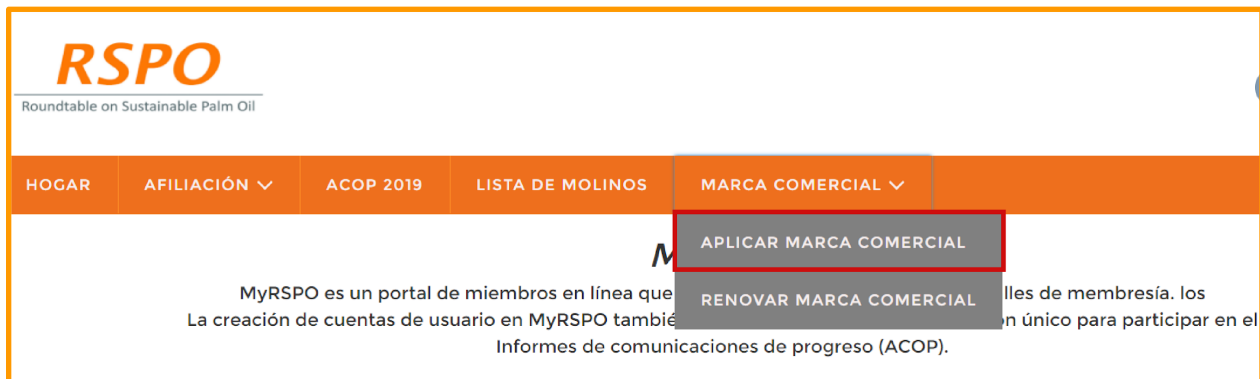 RSPO
Roundtable on Sustainable Palm Oil
HOGAR AFILIACIÓN ACOP 2019 LISTA DE MOLINOS MARCA COMERCIAL
APLICAR MARCA COMERCIAL
RENOVAR MARCA COMERCIAL
MyRSPO es un portal de miembros en línea que lles de membresía. los
La creación de cuentas de usuario en MyRSPO único para participar en el
Informes de comunicaciones de progreso (ACOP).